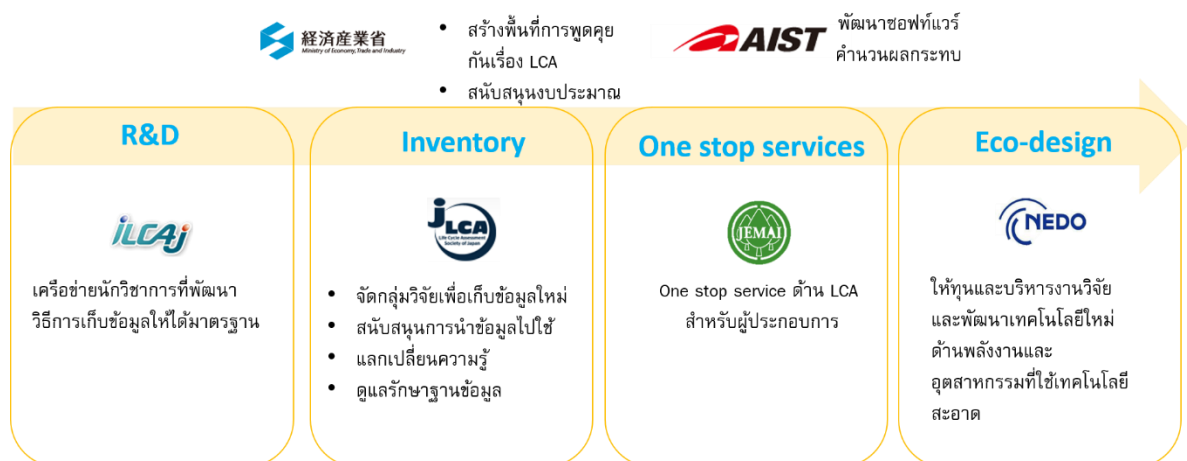 経済産業省
Ministry of Economy, Trade and Industry
• สร้างพื้นที่การพูดคุย
กันเรื่อง LCA
• สนับสนุนงบประมาณ
AIST
พัฒนาซอฟท์แวร์
คำนวนผลกระทบ
R&D
Inventory
One stop services
Eco-design
iLCAj
JLCA
Life Cycle Assessment
Society of Japan
JEMAI
NEDO
เครือข่ายนักวิชาการที่พัฒนา
วิธีการเก็บข้อมูลให้ได้มาตรฐาน
• จัดกลุ่มวิจัยเพื่อเก็บข้อมูลใหม่
• สนับสนุนการนำข้อมูลไปใช้
• แลกเปลี่ยนความรู้
• ดูแลรักษาฐานข้อมูล
One stop service ด้าน LCA
สำหรับผู้ประกอบการ
ให้ทุนและบริหารงานวิจัย
และพัฒนาเทคโนโลยีใหม่
ด้านพลังงานและ
อุตสาหกรรมที่ใช้เทคโนโลยี
สะอาด